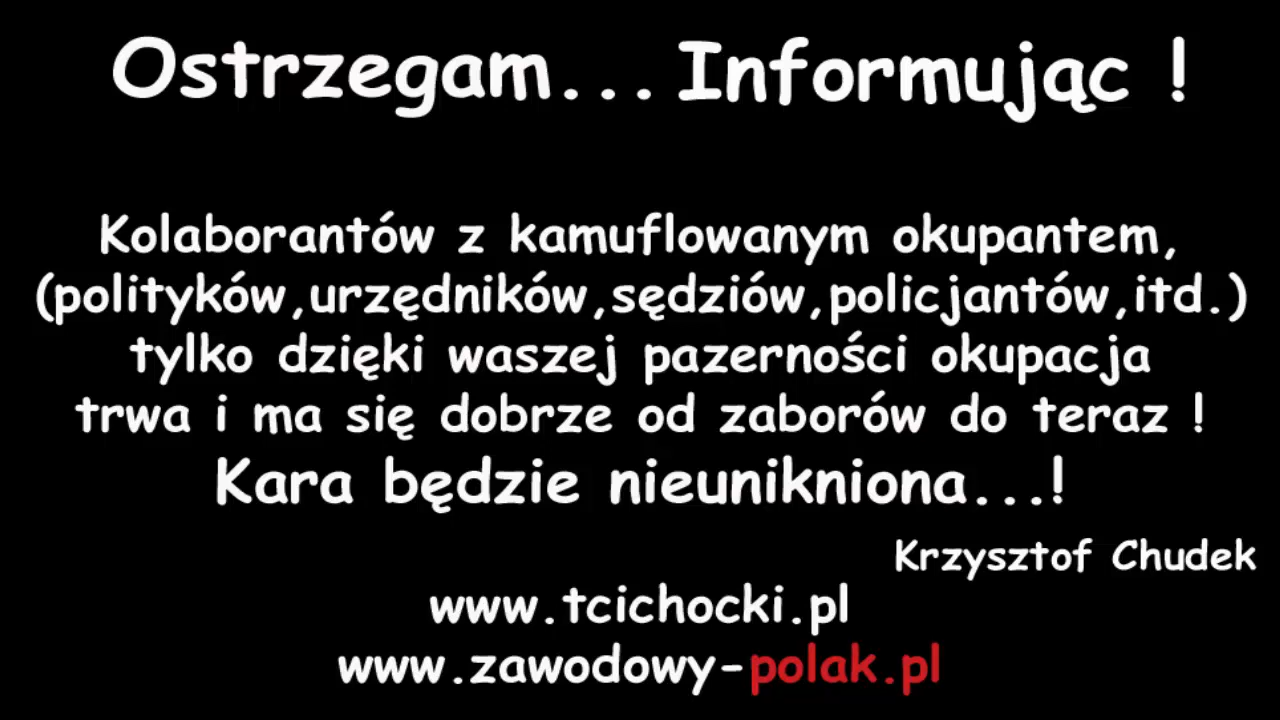 Ostrzegam... Informując !
Kolaborantów z kamuflowanym okupantem,
(polityków,urzędników,sędziów,policjantów,itd.)
tylko dzięki waszej pazerności okupacja
trwa i ma się dobrze od zaborów do teraz !
Kara będzie nieunikniona...!
Krzysztof Chudek
www.tcichocki.pl
www.zawodowy-polak.pl